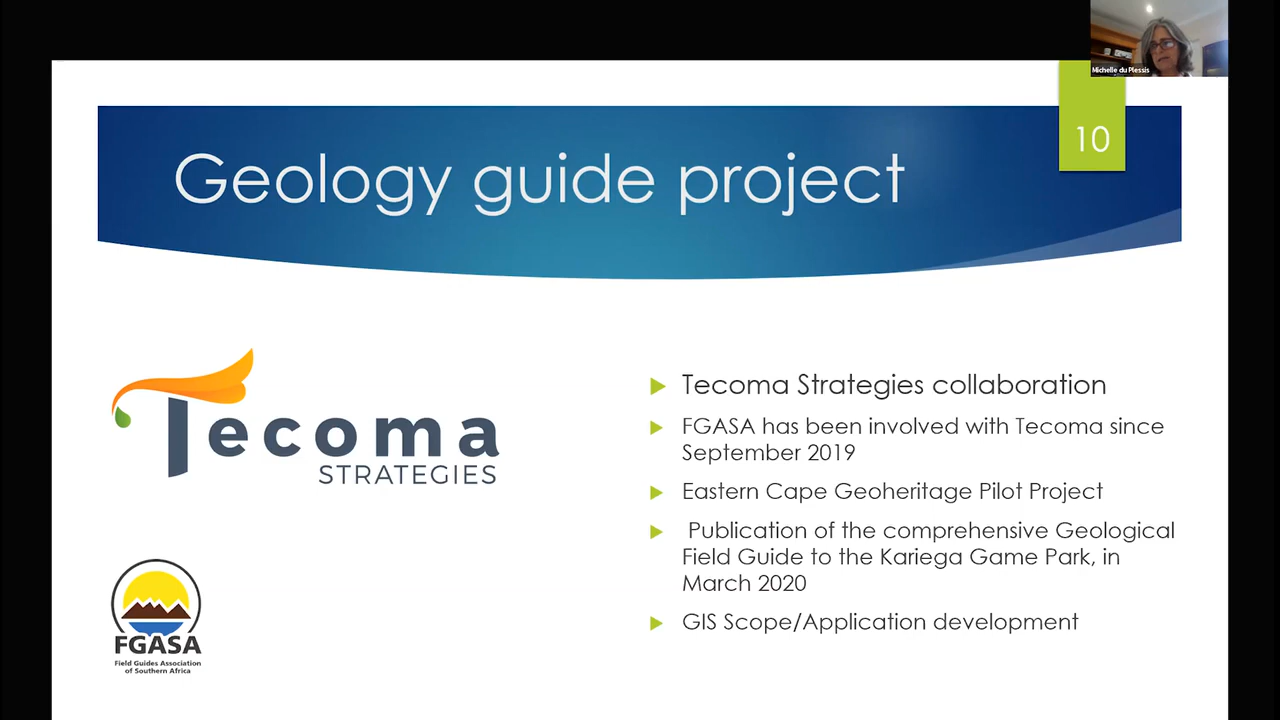 Michelle du Plessis
10
Geology guide project
Tecoma
STRATEGIES
Tecoma Strategies collaboration
FGASA has been involved with Tecoma since
September 2019
Eastern Cape Geoheritage Pilot Project
Publication of the comprehensive Geological
Field Guide to the Kariega Game Park, in
March 2020
GIS Scope/Application development
FGASA
Field Guides Association
of Southern Africa